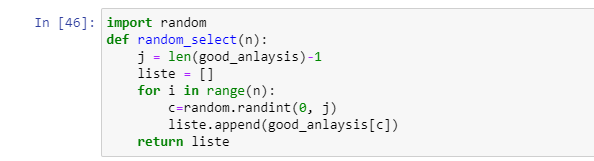 In [46]: import random
def random_select(n):
    j = len(good_anlaysis)-1
    liste = []
    for i in range(n):
        c=random.randint(0, j)
        liste.append(good_anlaysis[c])
    return liste